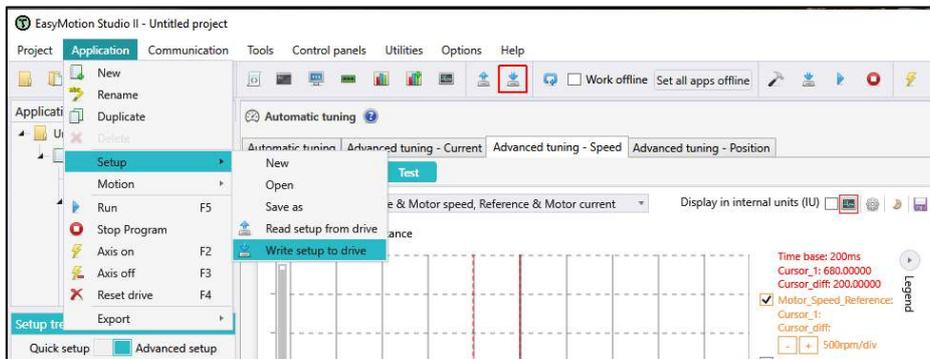 EasyMotion Studio II - Untitled project
Project Application Communication Tools Control panels Utilities Options Help
New
Rename
Work offline Set all apps offline
Applicati
Duplicate
Automatic tuning
Un
Delete
Automatic tuning Advanced tuning - Current Advanced tuning - Speed Advanced tuning - Position
Setup
New
Test
Motion
Open
Run F5
Save as
e & Motor speed, Reference & Motor current
Display in internal units (IU)
Stop Program
Read setup from drive
tance
Axis on F2
Write setup to drive
Axis off F3
Reset drive F4
Export
Time base: 200ms
Cursor_1: 680.00000
Cursor_diff: 200.00000
Motor_Speed_Reference:
Cursor_1:
Cursor_diff:
- + 500rpm/div
Legend
Setup tre
Quick setup Advanced setup